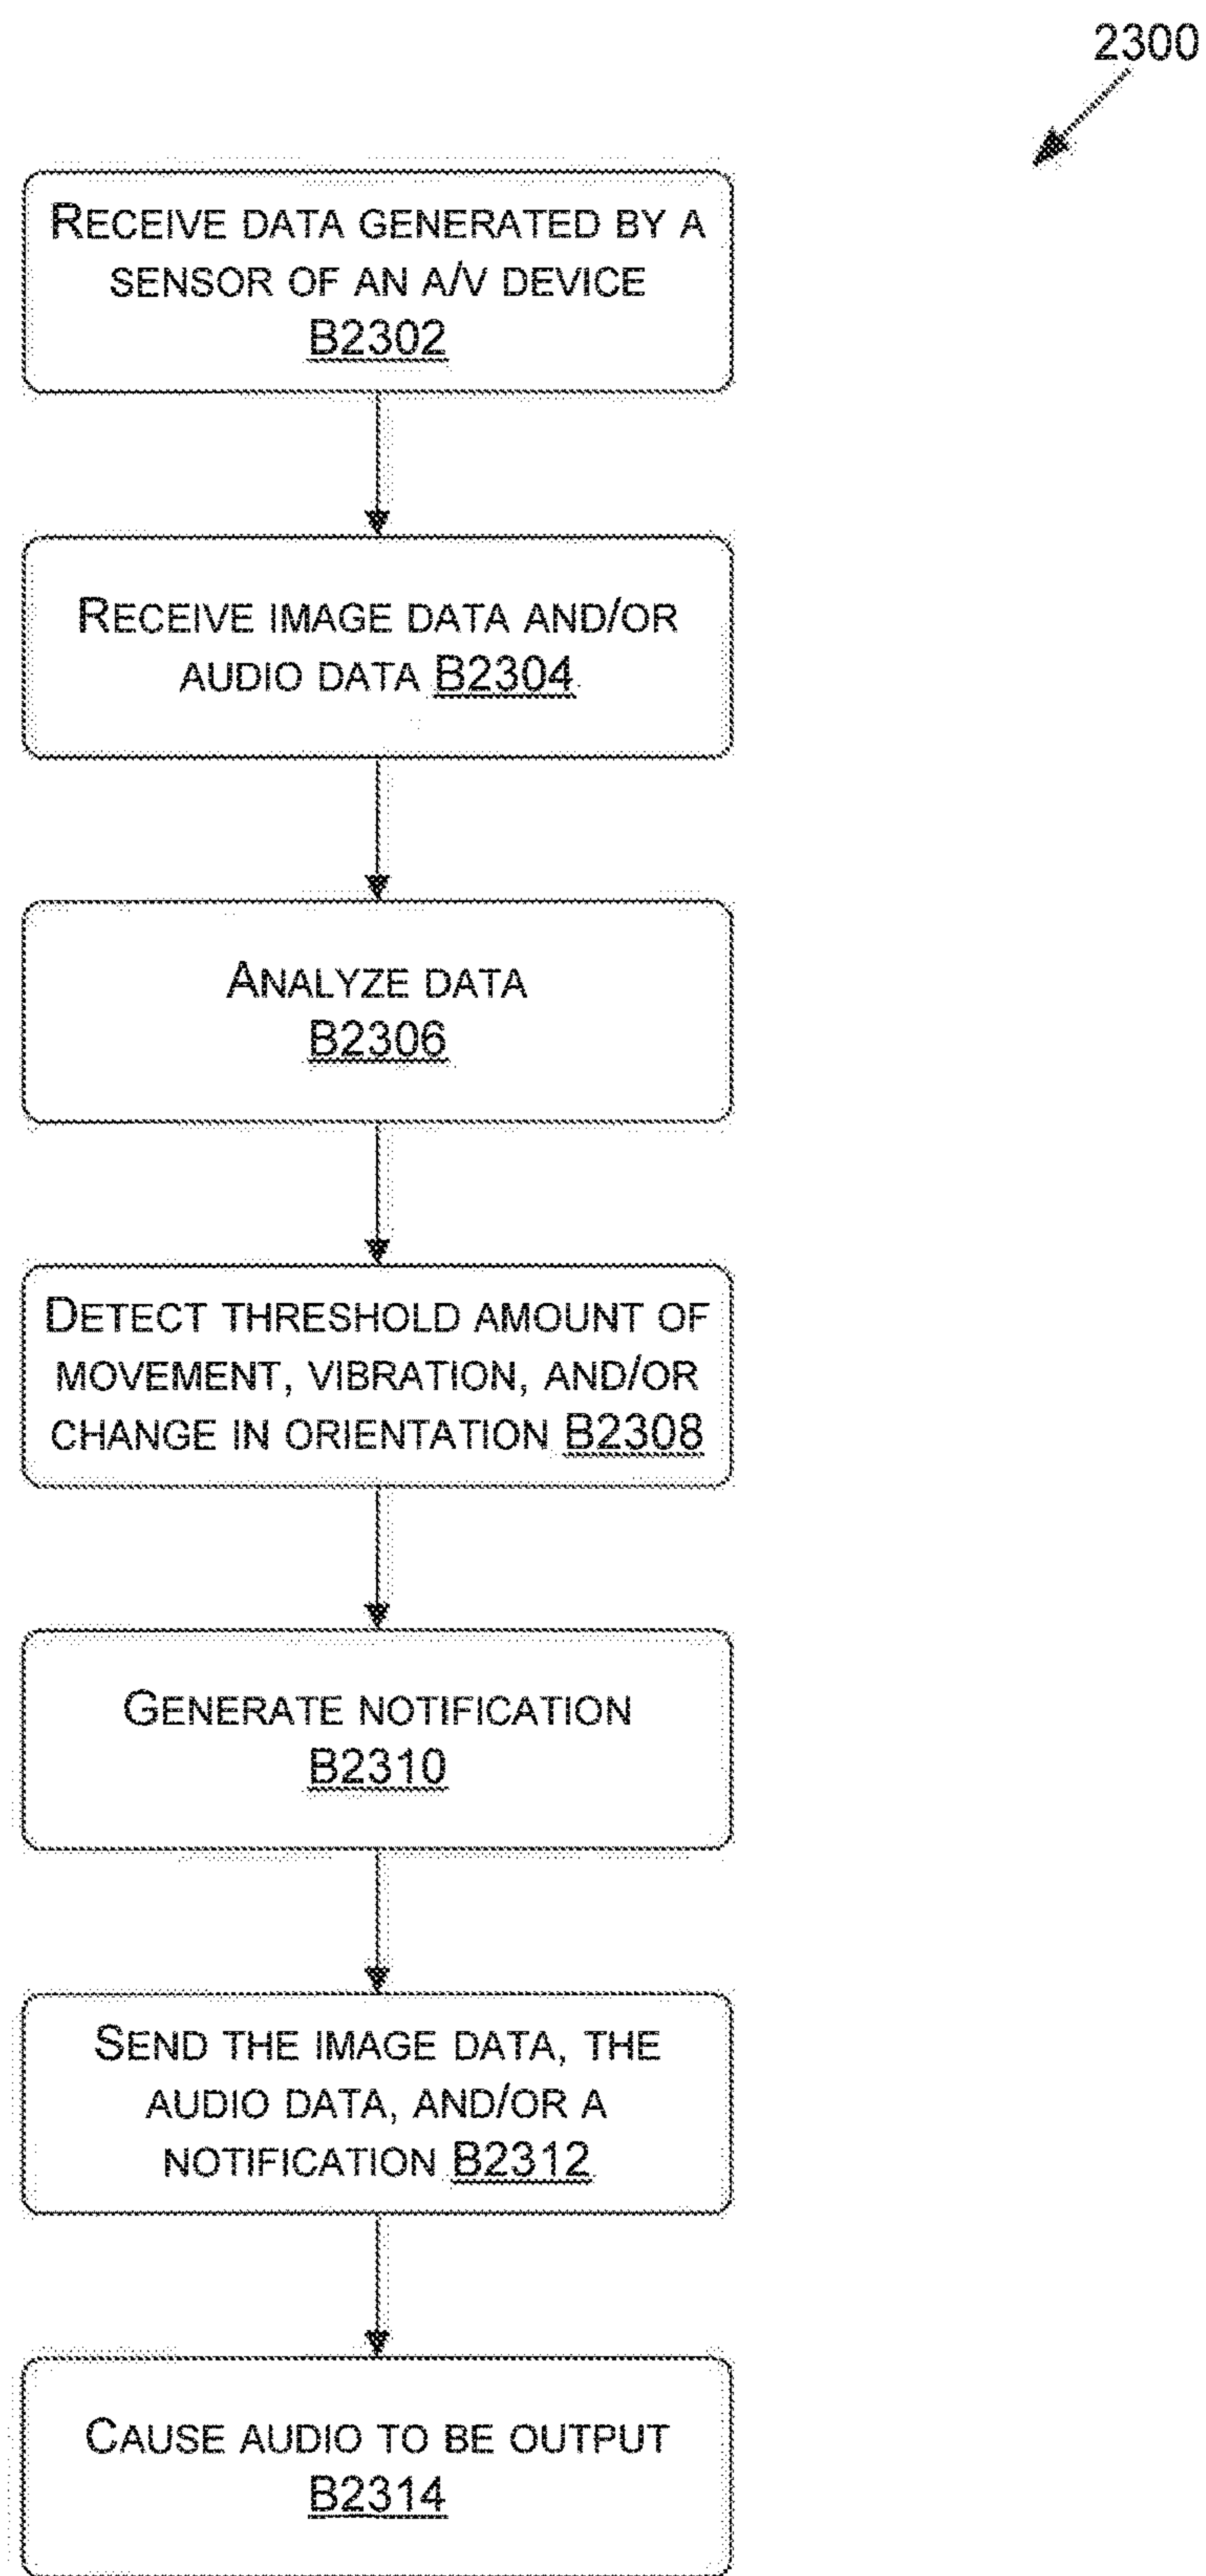 2300
RECEIVE DATA GENERATED BY A
SENSOR OF AN A/V DEVICE
B2302
RECEIVE IMAGE DATA AND/OR
AUDIO DATA B2304
ANALYZE DATA
B2306
DETECT THRESHOLD AMOUNT OF
MOVEMENT, VIBRATION, AND/OR
CHANGE IN ORIENTATION B2308
GENERATE NOTIFICATION
B2310
SEND THE IMAGE DATA, THE
AUDIO DATA, AND/OR A
NOTIFICATION B2312
CAUSE AUDIO TO BE OUTPUT
B2314